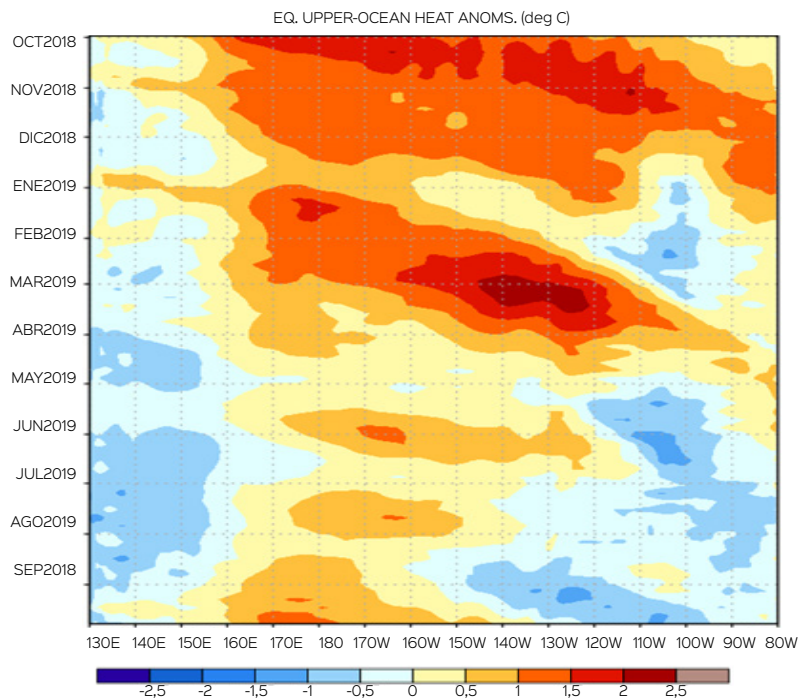 EQ. UPPER-OCEAN HEAT ANOMS. (deg C)
OCT2018
NOV2018
DIC2018
ENE2019
FEB2019
MAR2019
ABR2019
MAY2019
JUN2019
JUL2019
AGO2019
SEP2018
130E 140E 150E 160E 170E 180 170W 160W 150W 140W 130W 120W 110W 100W 90W 80W
-2,5 -2 -1,5 -1 -0,5 0 0,5 1 1,5 2 2,5